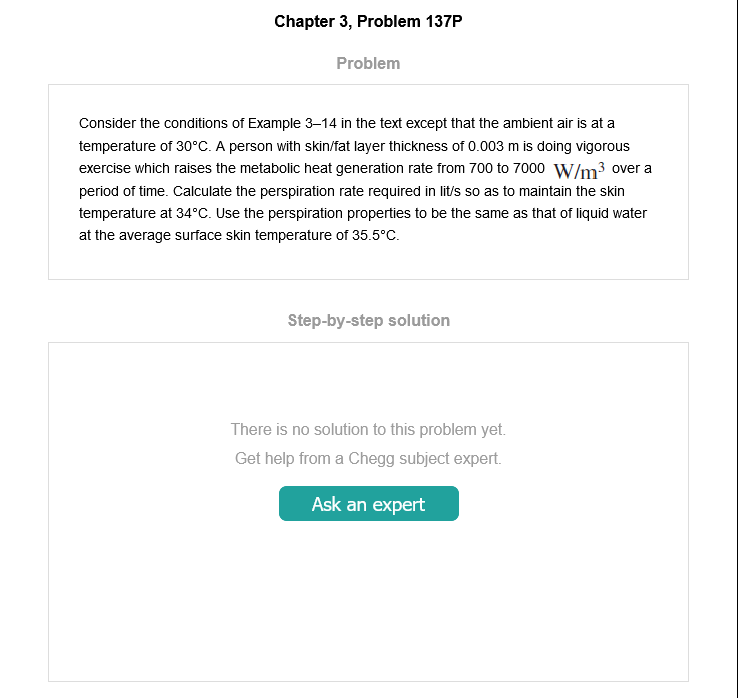 Chapter 3, Problem 137P
Problem
Consider the conditions of Example 3–14 in the text except that the ambient air is at a
temperature of 30°C. A person with skin/fat layer thickness of 0.003 m is doing vigorous
exercise which raises the metabolic heat generation rate from 700 to 7000 W/m³ over a
period of time. Calculate the perspiration rate required in lit/s so as to maintain the skin
temperature at 34°C. Use the perspiration properties to be the same as that of liquid water
at the average surface skin temperature of 35.5°C.
Step-by-step solution
There is no solution to this problem yet.
Get help from a Chegg subject expert.
Ask an expert